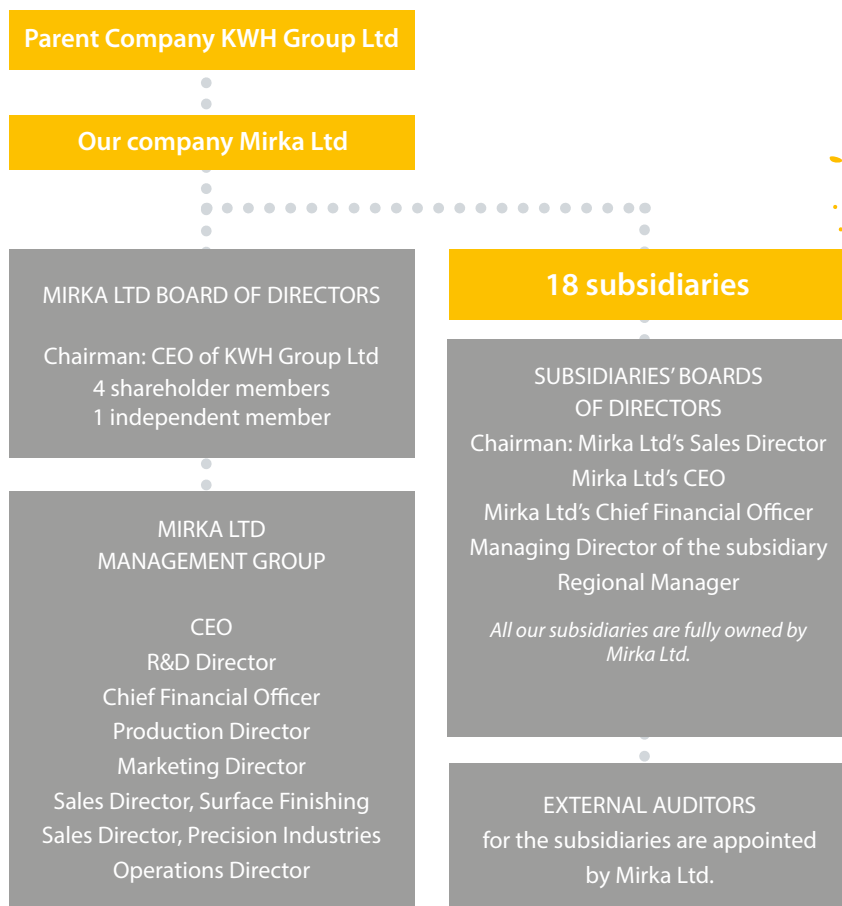 Parent Company KWH Group Ltd
Our company Mirka Ltd
MIRKA LTD BOARD OF DIRECTORS
Chairman: CEO of KWH Group Ltd
4 shareholder members
1 independent member
MIRKA LTD
MANAGEMENT GROUP
CEO
R&D Director
Chief Financial Officer
Production Director
Marketing Director
Sales Director, Surface Finishing
Sales Director, Precision Industries
Operations Director
18 subsidiaries
SUBSIDIARIES’ BOARDS
OF DIRECTORS
Chairman: Mirka Ltd’s Sales Director
Mirka Ltd’s CEO
Mirka Ltd’s Chief Financial Officer
Managing Director of the subsidiary
Regional Manager
All our subsidiaries are fully owned by
Mirka Ltd.
EXTERNAL AUDITORS
for the subsidiaries are appointed
by Mirka Ltd.